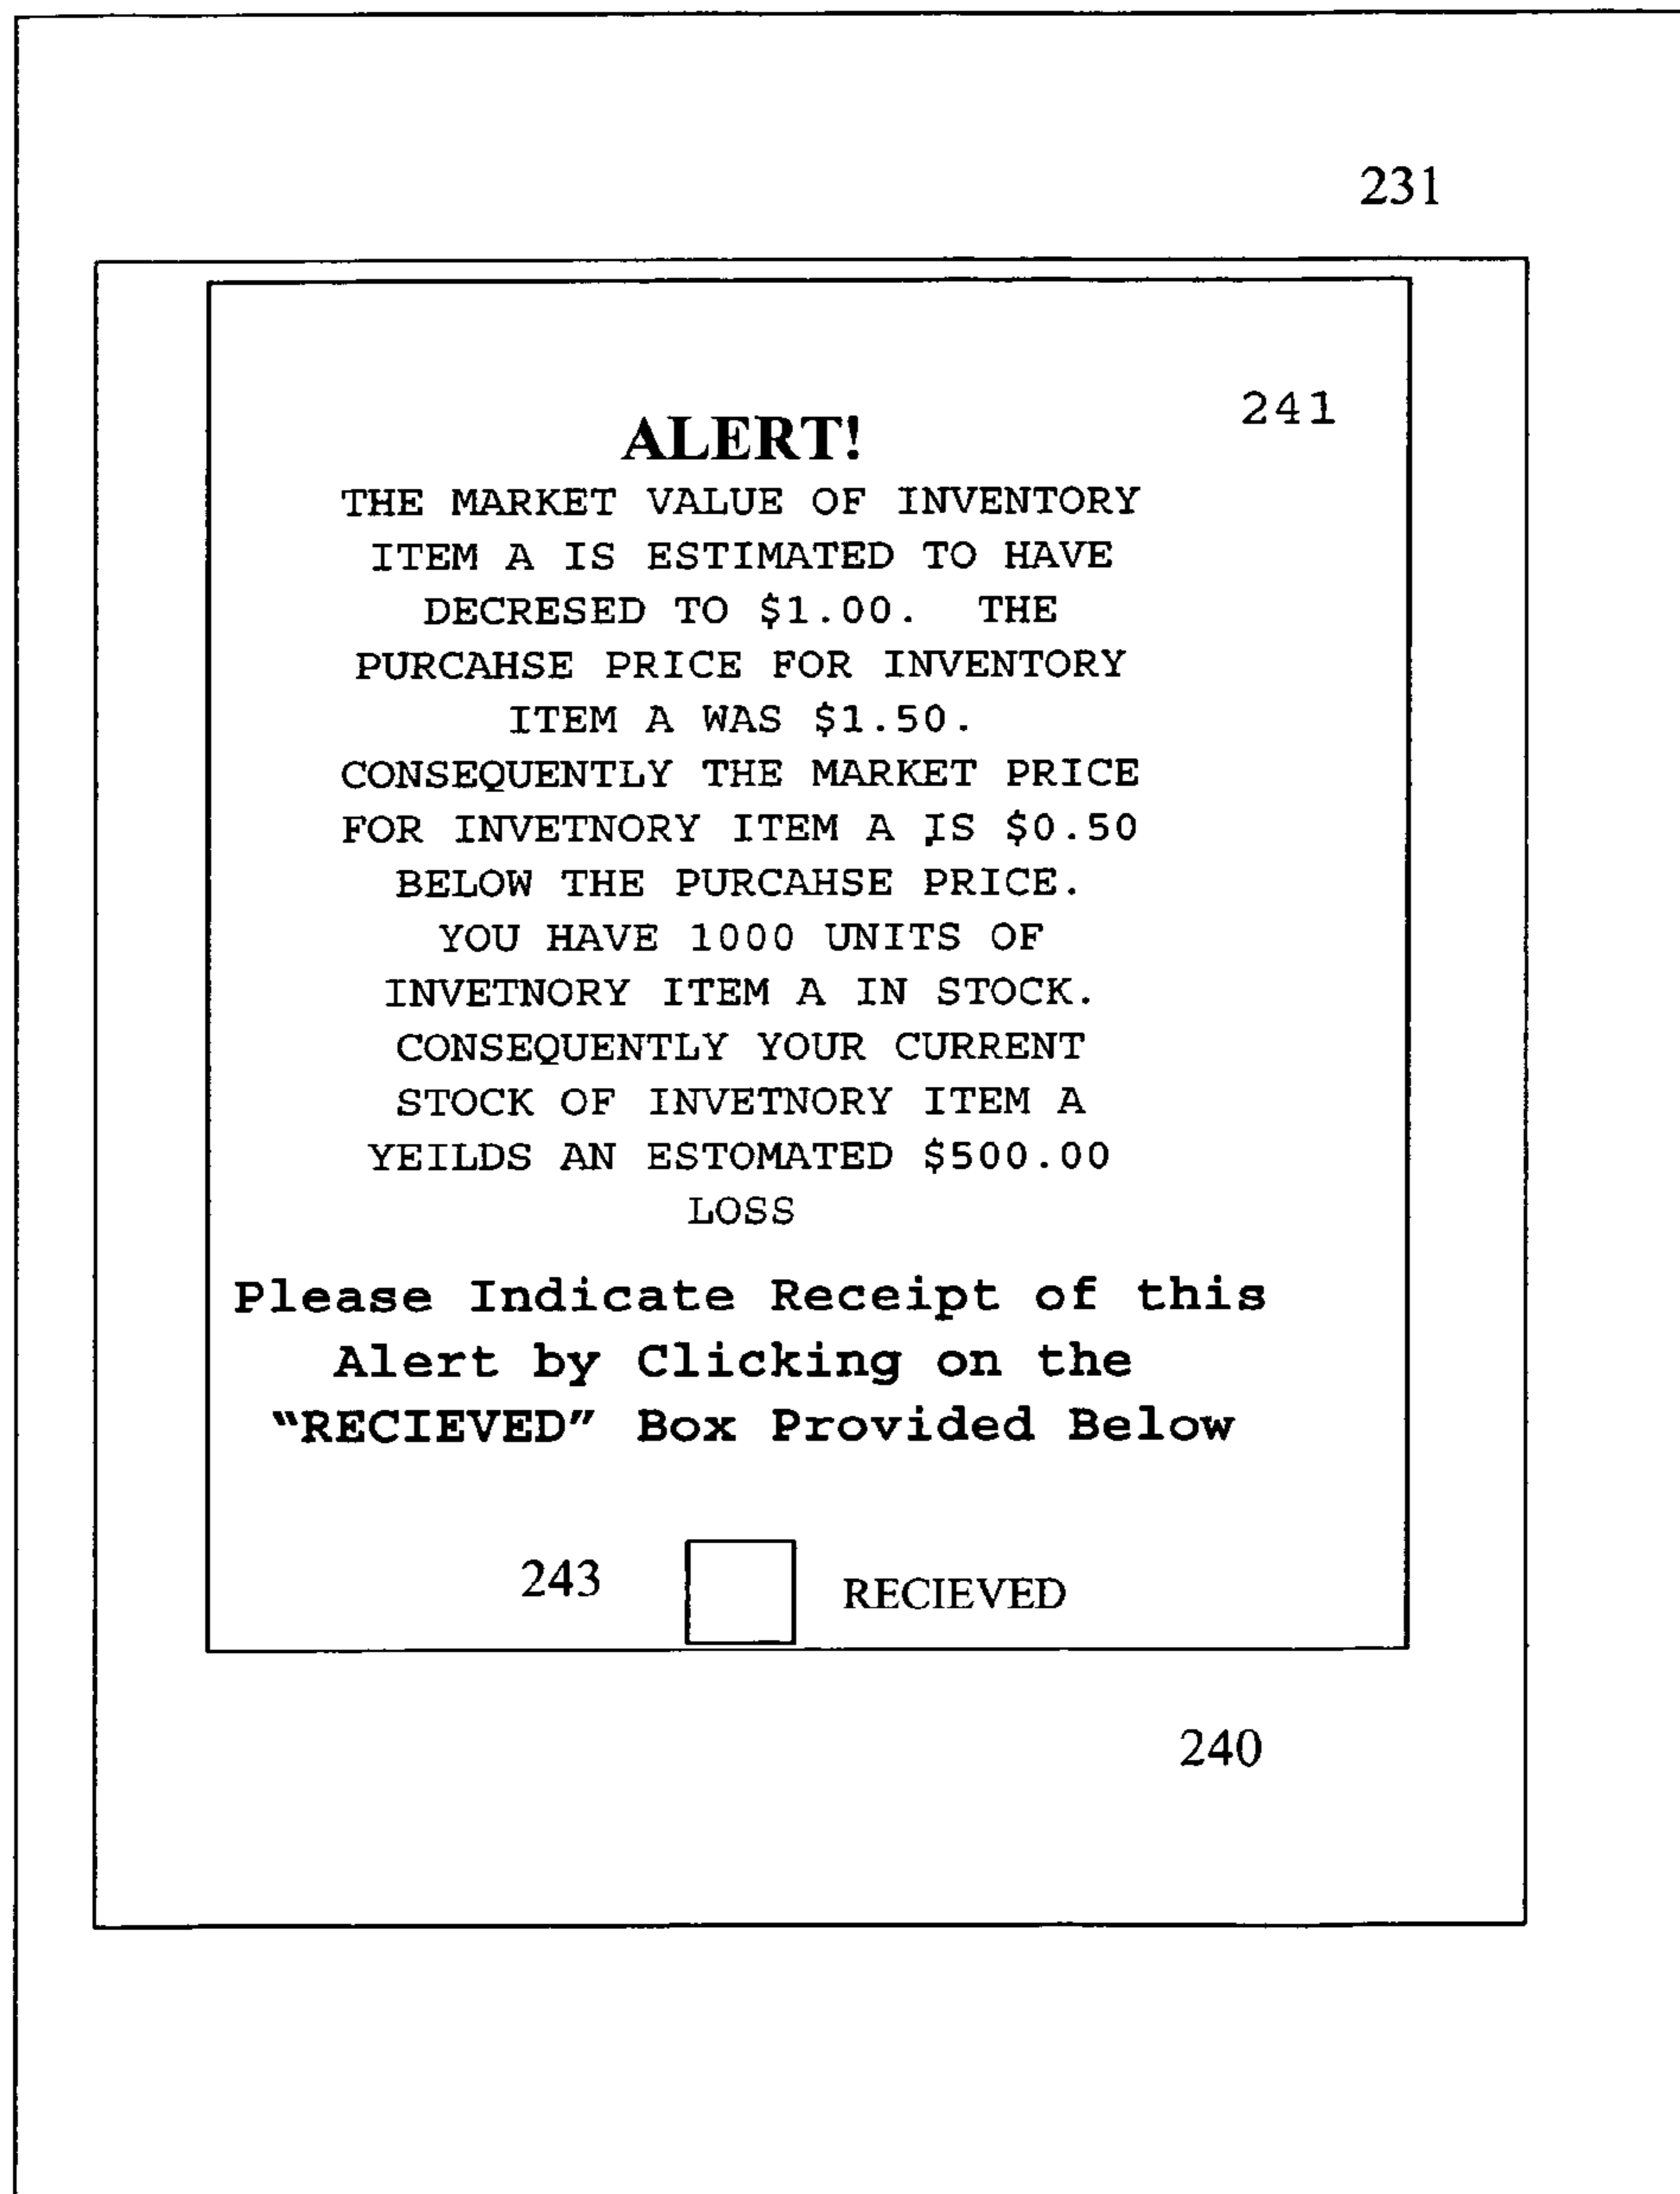 231
241
ALERT!
THE MARKET VALUE OF INVENTORY
ITEM A IS ESTIMATED TO HAVE
DECRESED TO $1.00. THE
PURCAHSE PRICE FOR INVENTORY
ITEM A WAS $1.50.
CONSEQUENTLY THE MARKET PRICE
FOR INVETNORY ITEM A IS $0.50
BELOW THE PURCAHSE PRICE.
YOU HAVE 1000 UNITS OF
INVETNORY ITEM A IN STOCK.
CONSEQUENTLY YOUR CURRENT
STOCK OF INVETNORY ITEM A
YEILDS AN ESTOMATED $500.00
LOSS
Please Indicate Receipt of this
Alert by Clicking on the
“RECIEVED” Box Provided Below
243 RECIEVED
240